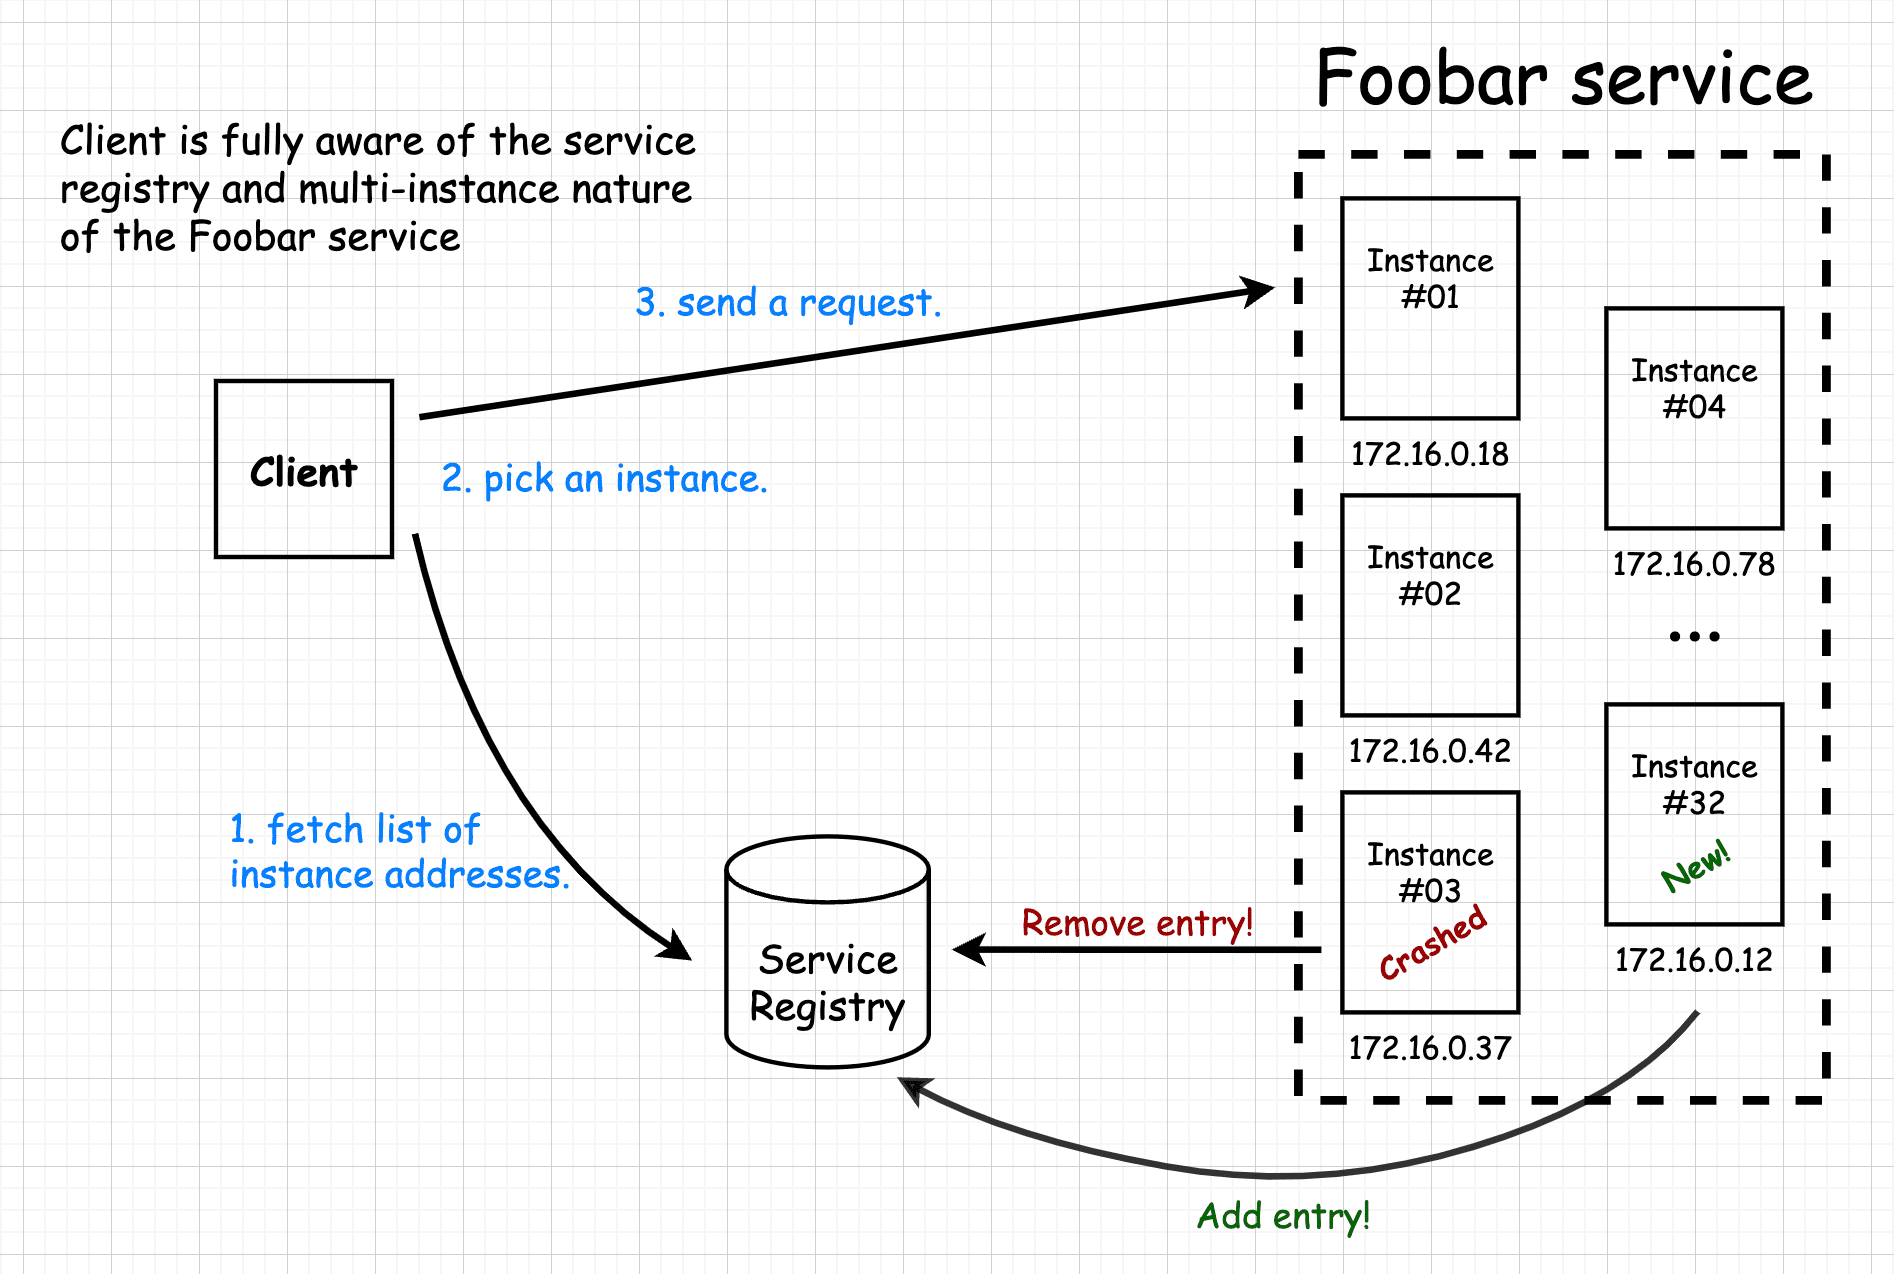 Foobar service
Client is fully aware of the service
registry and multi-instance nature
of the Foobar service
3. send a request.
Client
2. pick an instance.
1. fetch list of
instance addresses.
Service
Registry
Remove entry!
Add entry!
Instance
#01
172.16.0.18
Instance
#02
172.16.0.42
Instance
#03
Crashed
172.16.0.37
Instance
#04
172.16.0.78
...
Instance
#32
New!
172.16.0.12